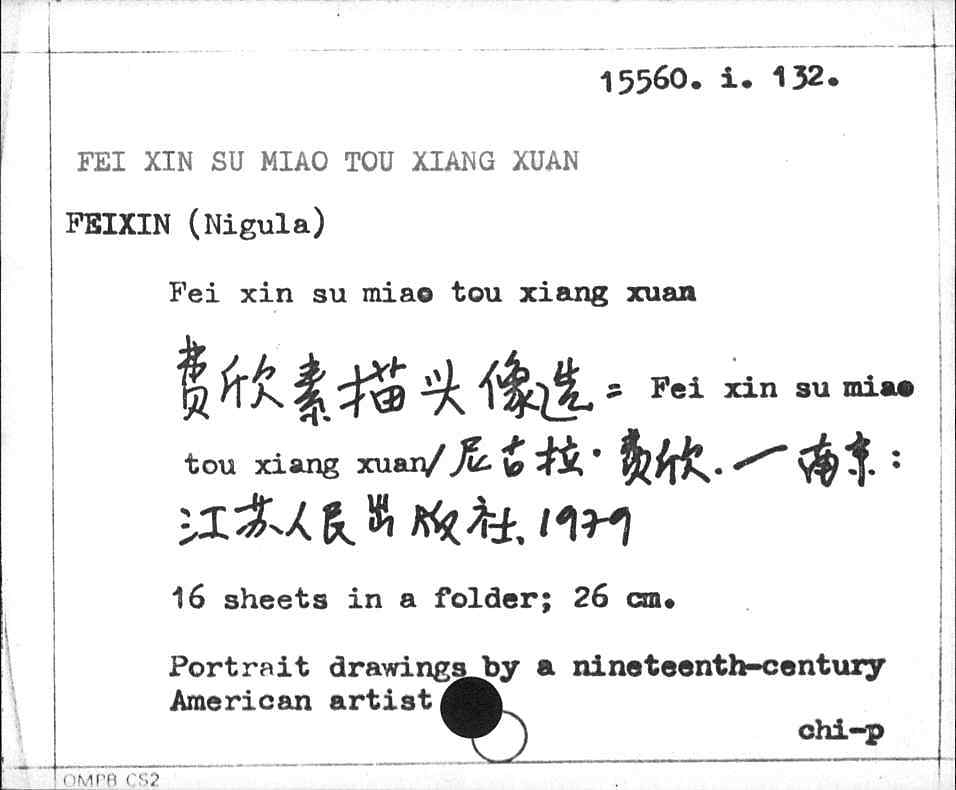 15560. i. 132.
FEI XIN SU MIAO TOU XIANG XUAN
FEIXIN (Nigula)
Fei xin su miao tou xiang xuan
费欣素描头像选 = Fei xin su miao
tou xiang xuan/尼古拉·费欣. — 南京:
江苏人民出版社, 1979
16 sheets in a folder; 26 cm.
Portrait drawings by a nineteenth-century
American artist
chi-p
OMPB CS2